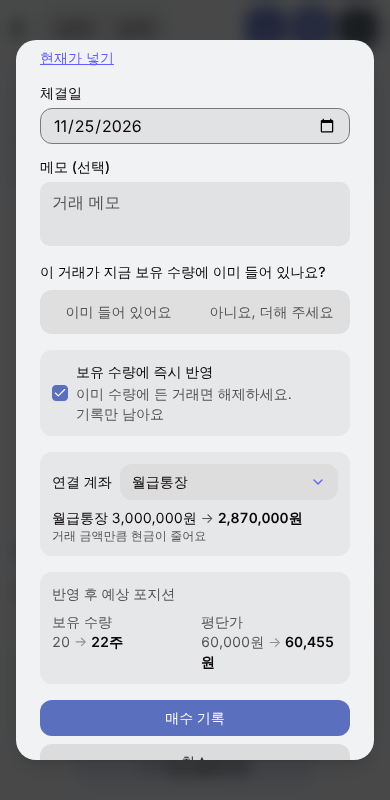 현재가 넣기
체결일
11/25/2026
메모 (선택)
거래 메모
이 거래가 지금 보유 수량에 이미 들어 있나요?
이미 들어 있어요 아니요, 더해 주세요
보유 수량에 즉시 반영
이미 수량에 든 거래면 해제하세요.
기록만 남아요
연결 계좌 월급통장
월급통장 3,000,000원 → 2,870,000원
거래 금액만큼 현금이 줄어요
반영 후 예상 포지션
보유 수량 평단가
20 → 22주 60,000원 → 60,455
원
매수 기록